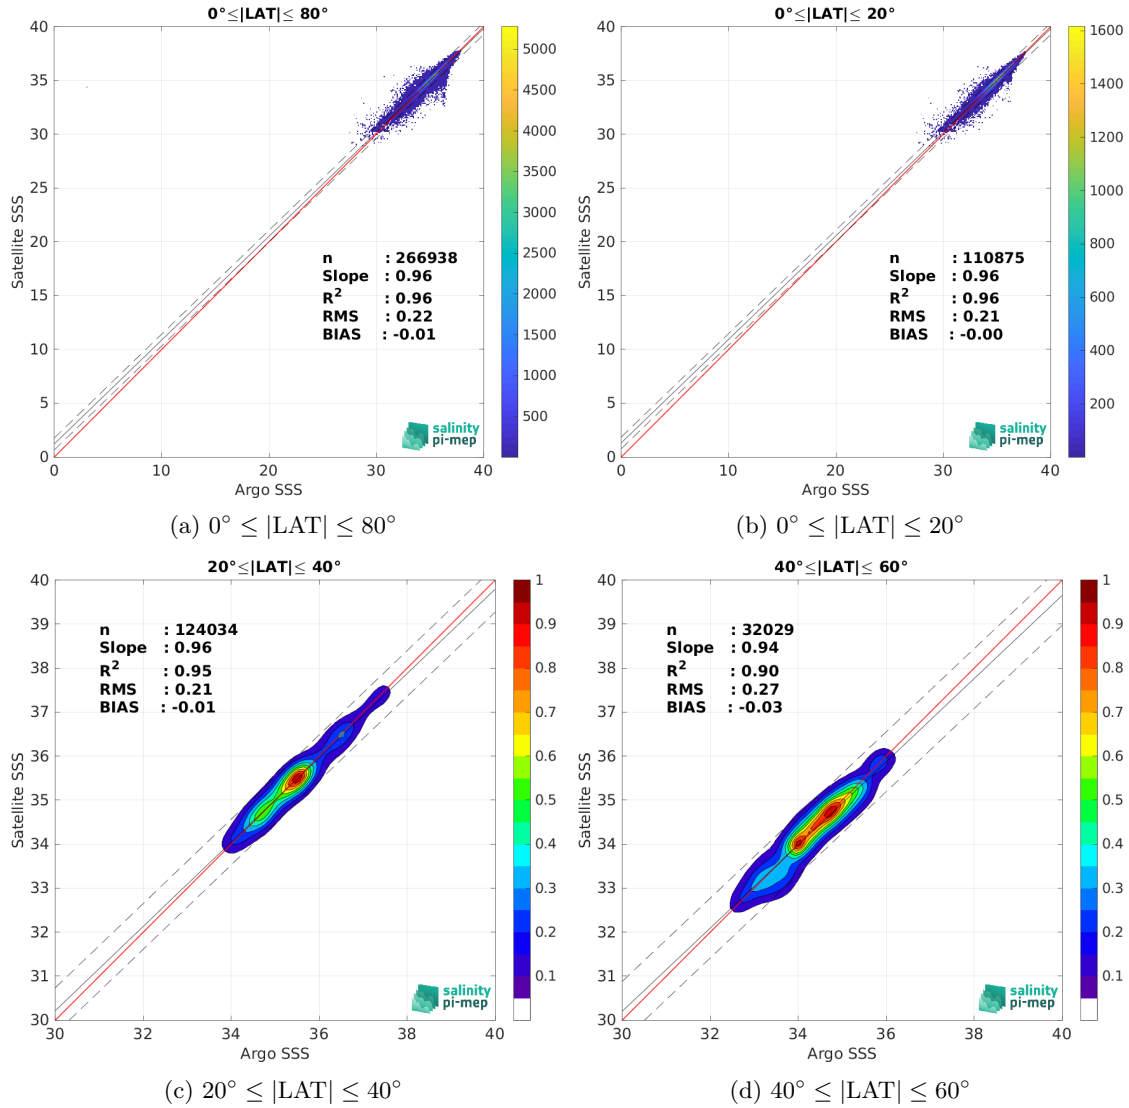 0°≤|LAT|≤ 80°
40
35
30
25
20
15
10
5
0
0
20
30
40
Satellite SSS
Argo SSS
n : 266938
Slope : 0.96
R² : 0.96
RMS : 0.22
BIAS : -0.01
salinity
pi-mep
5000
4500
4000
3500
3000
2500
2000
1500
1000
500
(a) 0° ≤ |LAT| ≤ 80°
0°≤|LAT|≤ 20°
40
35
30
25
20
15
10
5
0
0
10
20
30
40
Satellite SSS
Argo SSS
n : 110875
Slope : 0.96
R² : 0.96
RMS : 0.21
BIAS : -0.00
salinity
pi-mep
1600
1400
1200
1000
800
600
400
200
(b) 0° ≤ |LAT| ≤ 20°
20°≤|LAT|≤ 40°
40
39
38
37
36
35
34
33
32
31
30
30
32
34
36
38
40
Satellite SSS
Argo SSS
n : 124034
Slope : 0.96
R² : 0.95
RMS : 0.21
BIAS : -0.01
salinity
pi-mep
1
0.9
0.8
0.7
0.6
0.5
0.4
0.3
0.2
0.1
(c) 20° ≤ |LAT| ≤ 40°
40°≤|LAT|≤ 60°
40
39
38
37
36
35
34
33
32
31
30
30
32
34
36
38
40
Satellite SSS
Argo SSS
n : 32029
Slope : 0.94
R² : 0.90
RMS : 0.27
BIAS : -0.03
salinity
pi-mep
1
0.9
0.8
0.7
0.6
0.5
0.4
0.3
0.2
0.1
(d) 40° ≤ |LAT| ≤ 60°